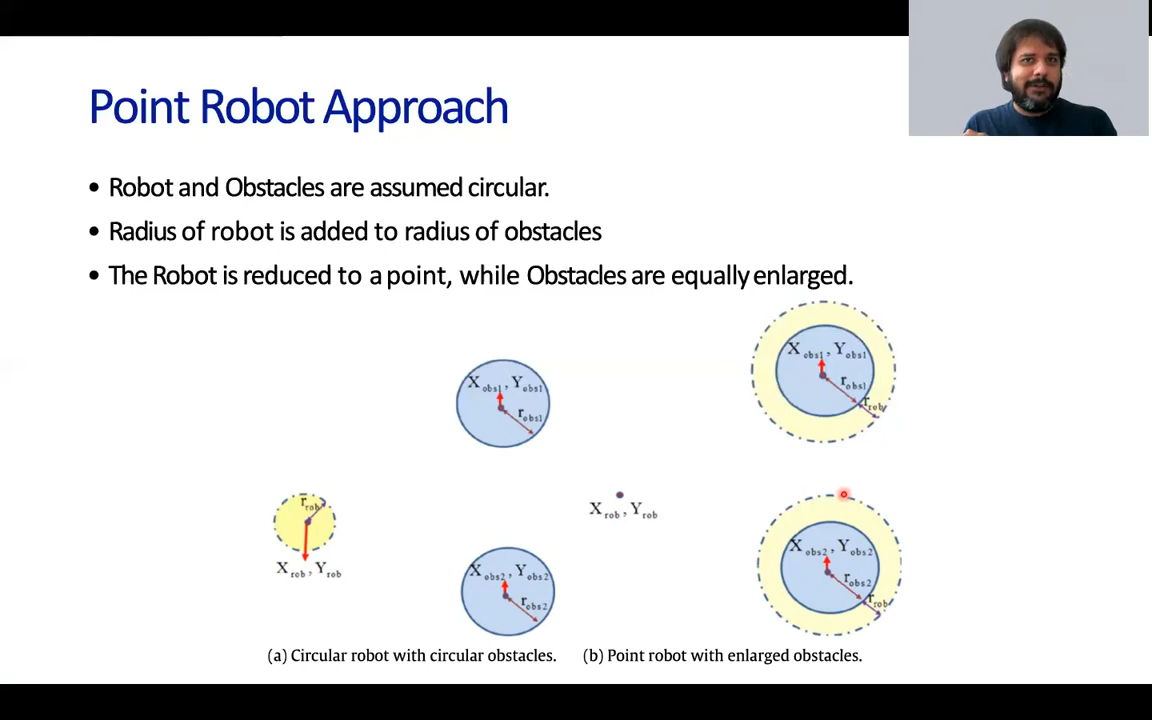 Point Robot Approach
• Robot and Obstacles are assumed circular.
• Radius of robot is added to radius of obstacles
• The Robot is reduced to a point, while Obstacles are equally enlarged.
X obs1, Y obs1
r obs1
X obs1, Y obs1
r obs1
r rob
r rob
X rob, Y rob
X rob, Y rob
X obs2, Y obs2
r obs2
X obs2, Y obs2
r obs2
r rob
(a) Circular robot with circular obstacles.
(b) Point robot with enlarged obstacles.